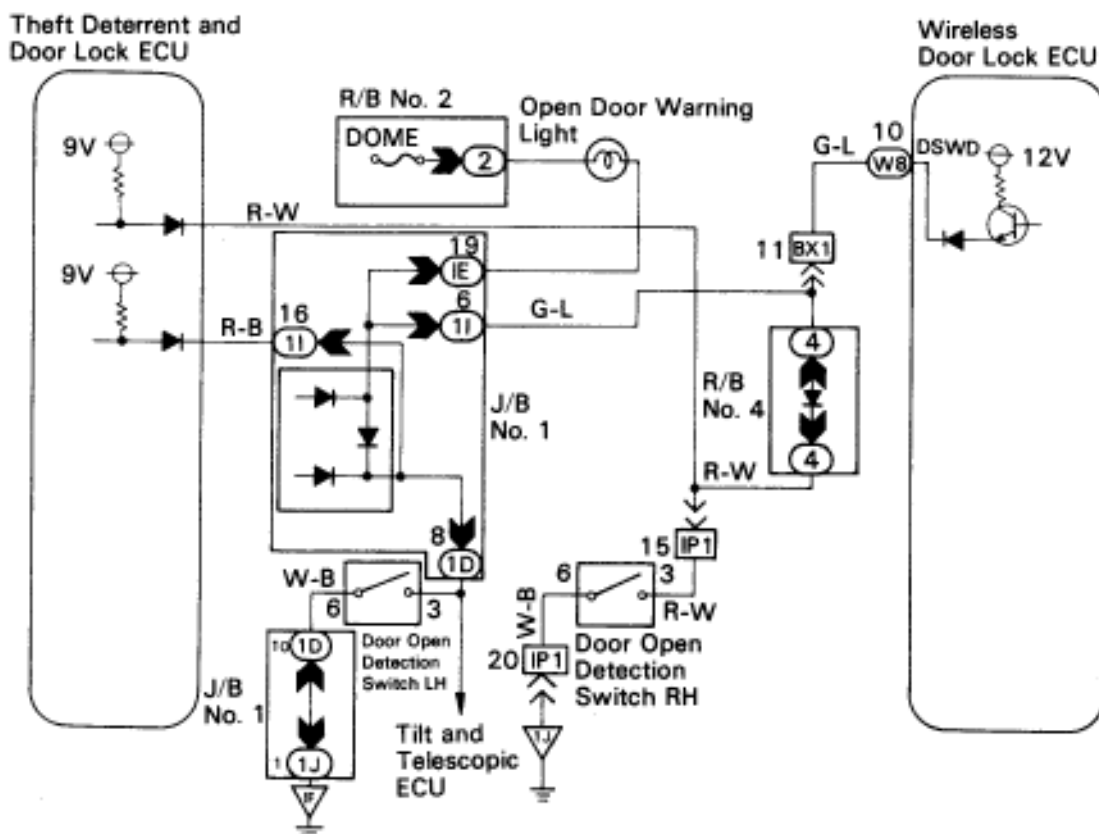 Theft Deterrent and
Door Lock ECU
Wireless
Door Lock ECU
R/B No. 2
Open Door Warning
Light
DOME
2
9V
R-W
9V
R-B
16
1I
19
IE
6
1I
G-L
J/B
No. 1
8
1D
G-L
10
W8
DSWD
12V
11
BX1
4
R/B
No. 4
4
R-W
15
IP1
6
3
R-W
W-B
Door Open
Detection
Switch RH
20
IP1
1J
W-B
6
3
Door Open
Detection
Switch LH
10
1D
J/B
No. 1
1
1J
IF
Tilt and
Telescopic
ECU